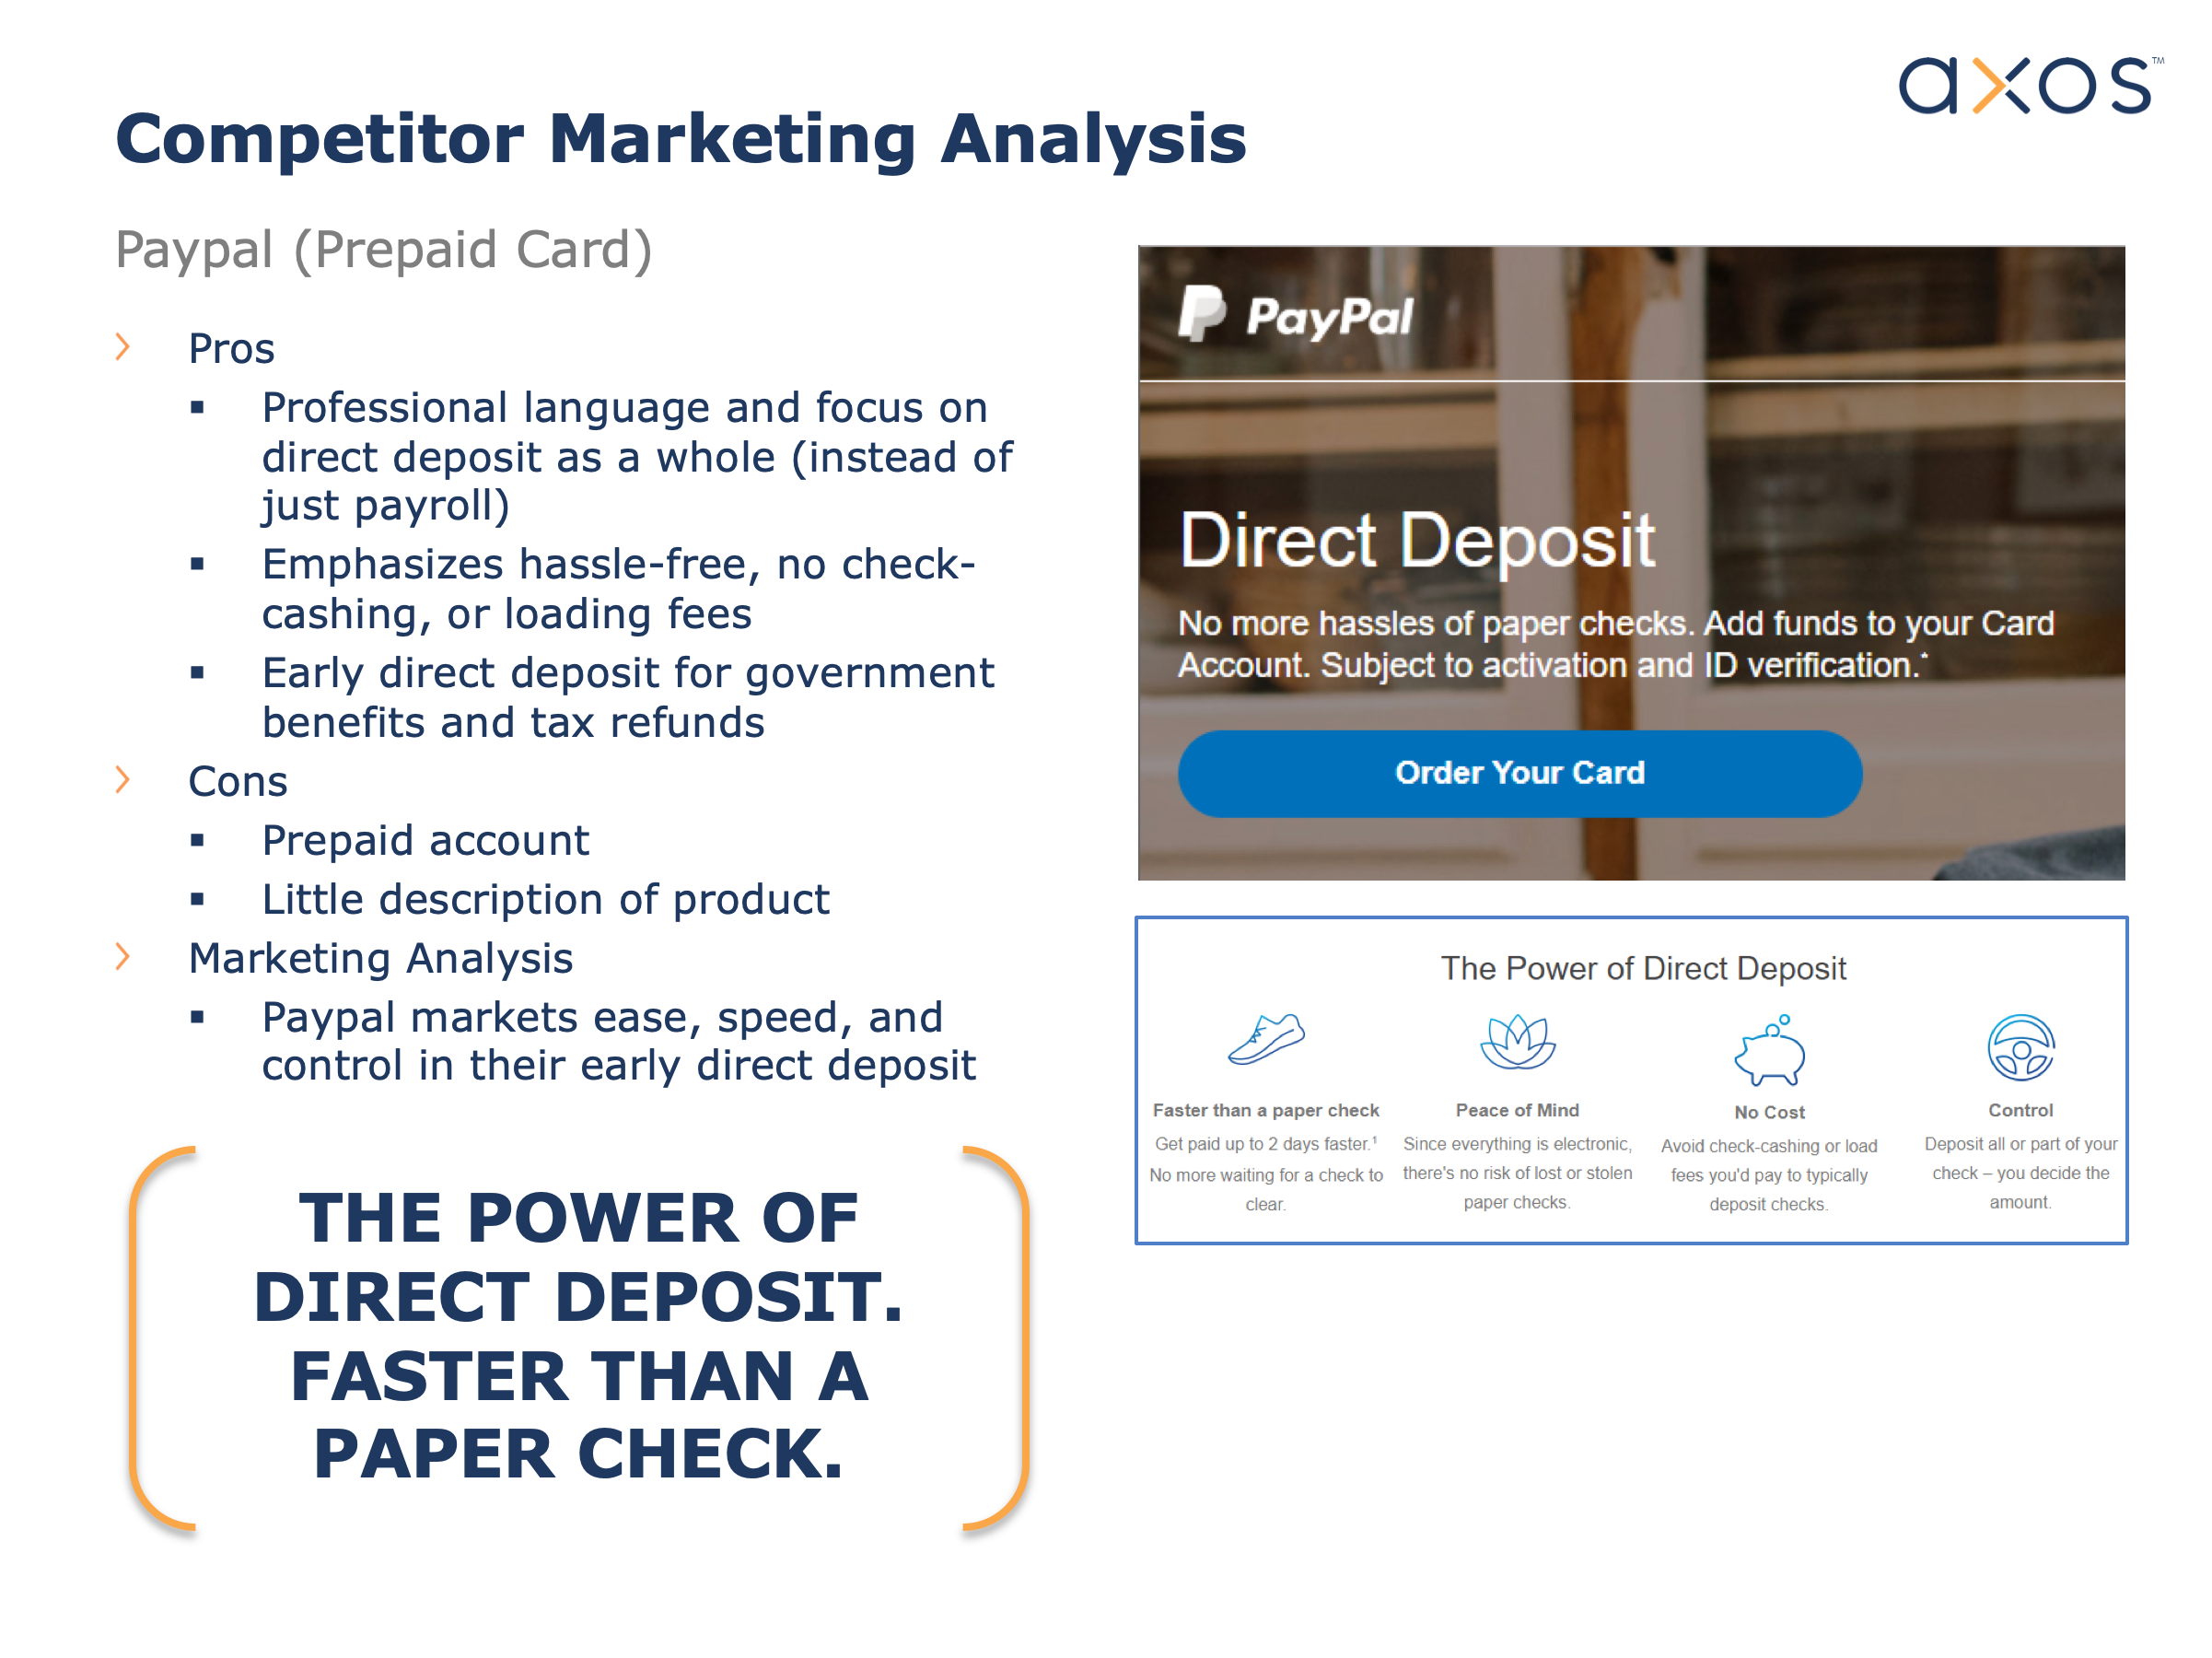 axos™
Competitor Marketing Analysis
Paypal (Prepaid Card)
Pros
Professional language and focus on
direct deposit as a whole (instead of
just payroll)
Emphasizes hassle-free, no check-
cashing, or loading fees
Early direct deposit for government
benefits and tax refunds
Cons
Prepaid account
Little description of product
Marketing Analysis
Paypal markets ease, speed, and
control in their early direct deposit
THE POWER OF
DIRECT DEPOSIT.
FASTER THAN A
PAPER CHECK.
PayPal
Direct Deposit
No more hassles of paper checks. Add funds to your Card
Account. Subject to activation and ID verification.*
Order Your Card
The Power of Direct Deposit
Faster than a paper check
Get paid up to 2 days faster.¹
No more waiting for a check to
clear.
Peace of Mind
Since everything is electronic,
there's no risk of lost or stolen
paper checks.
No Cost
Avoid check-cashing or load
fees you'd pay to typically
deposit checks.
Control
Deposit all or part of your
check – you decide the
amount.